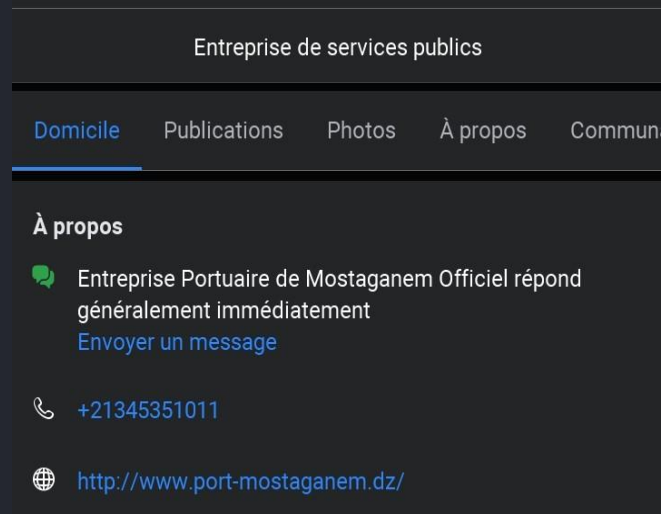 Entreprise de services publics
Domicile Publications Photos À propos Commun
À propos
Entreprise Portuaire de Mostaganem Officiel répond
généralement immédiatement
Envoyer un message
+21345351011
http://www.port-mostaganem.dz/